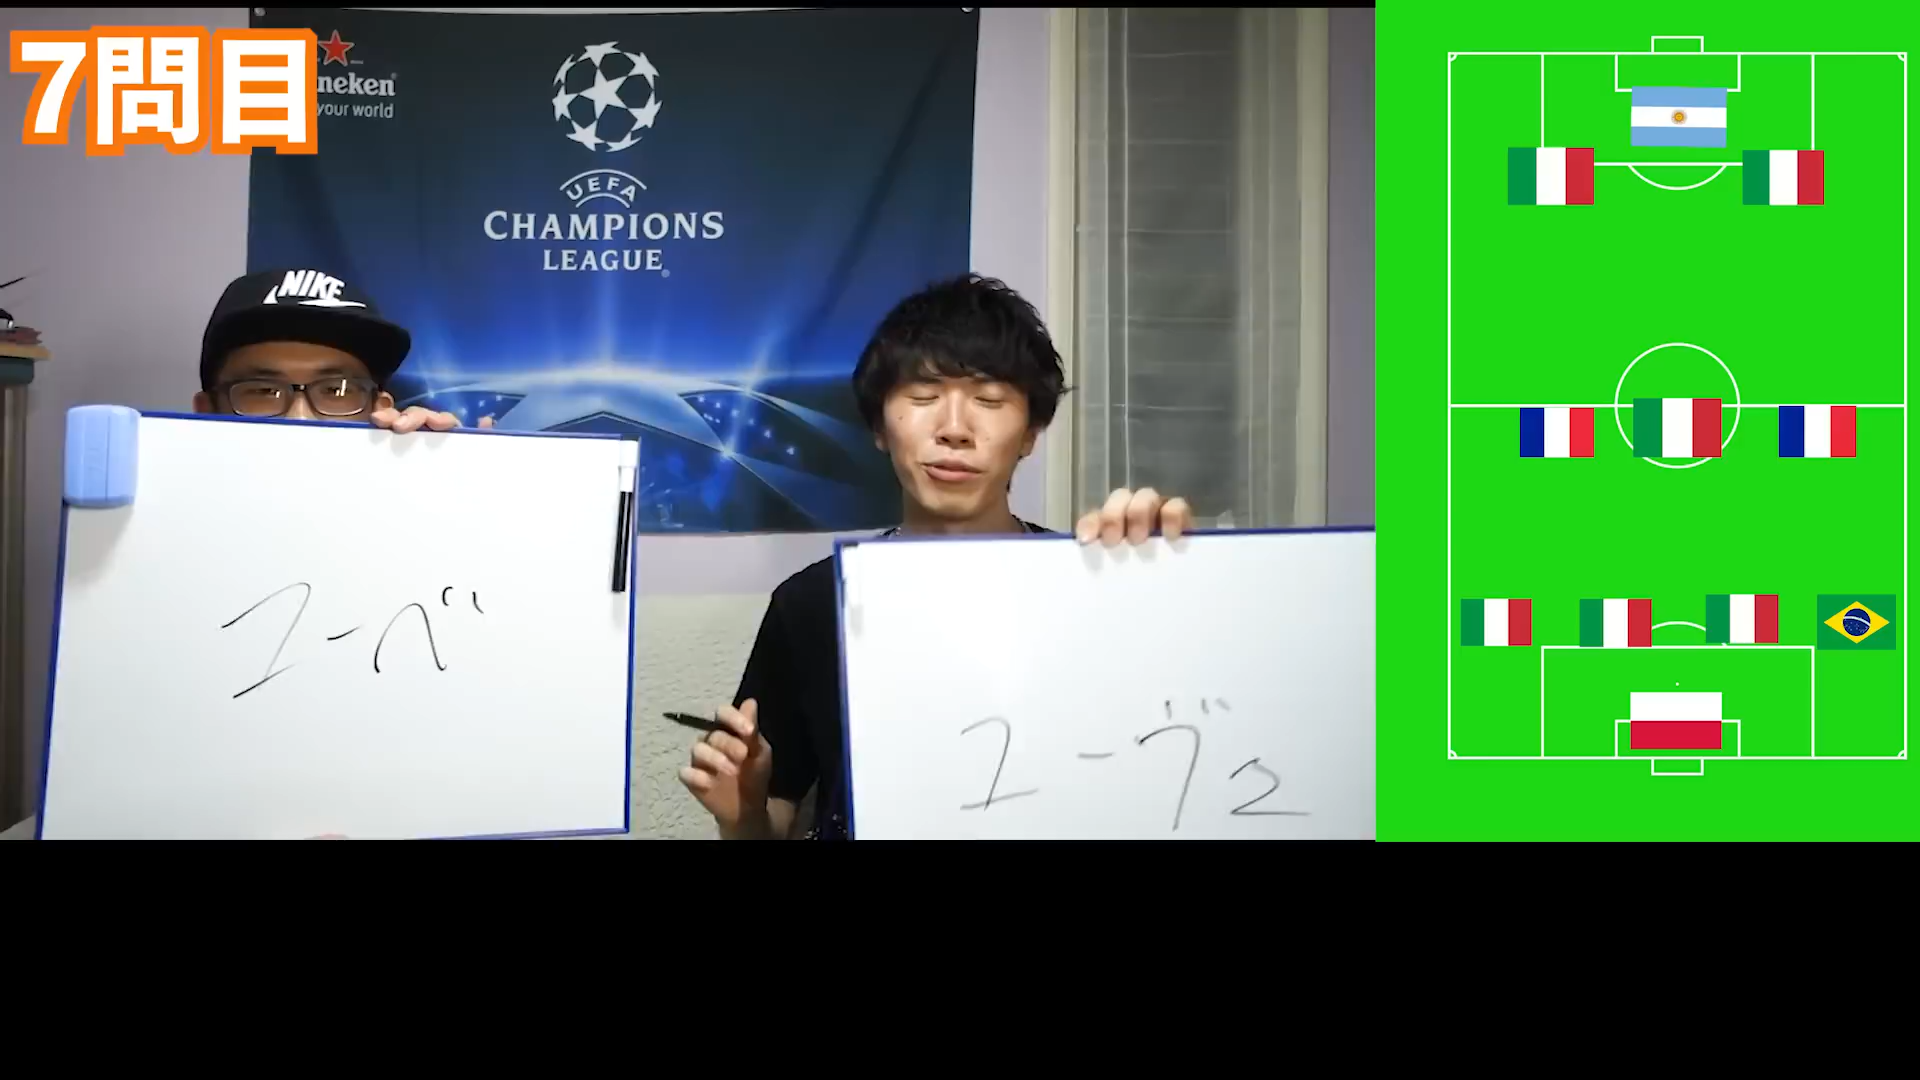 7問目
neken
your world
UEFA
CHAMPIONS
LEAGUE
NIKE
ユーベ
ユーヴェ